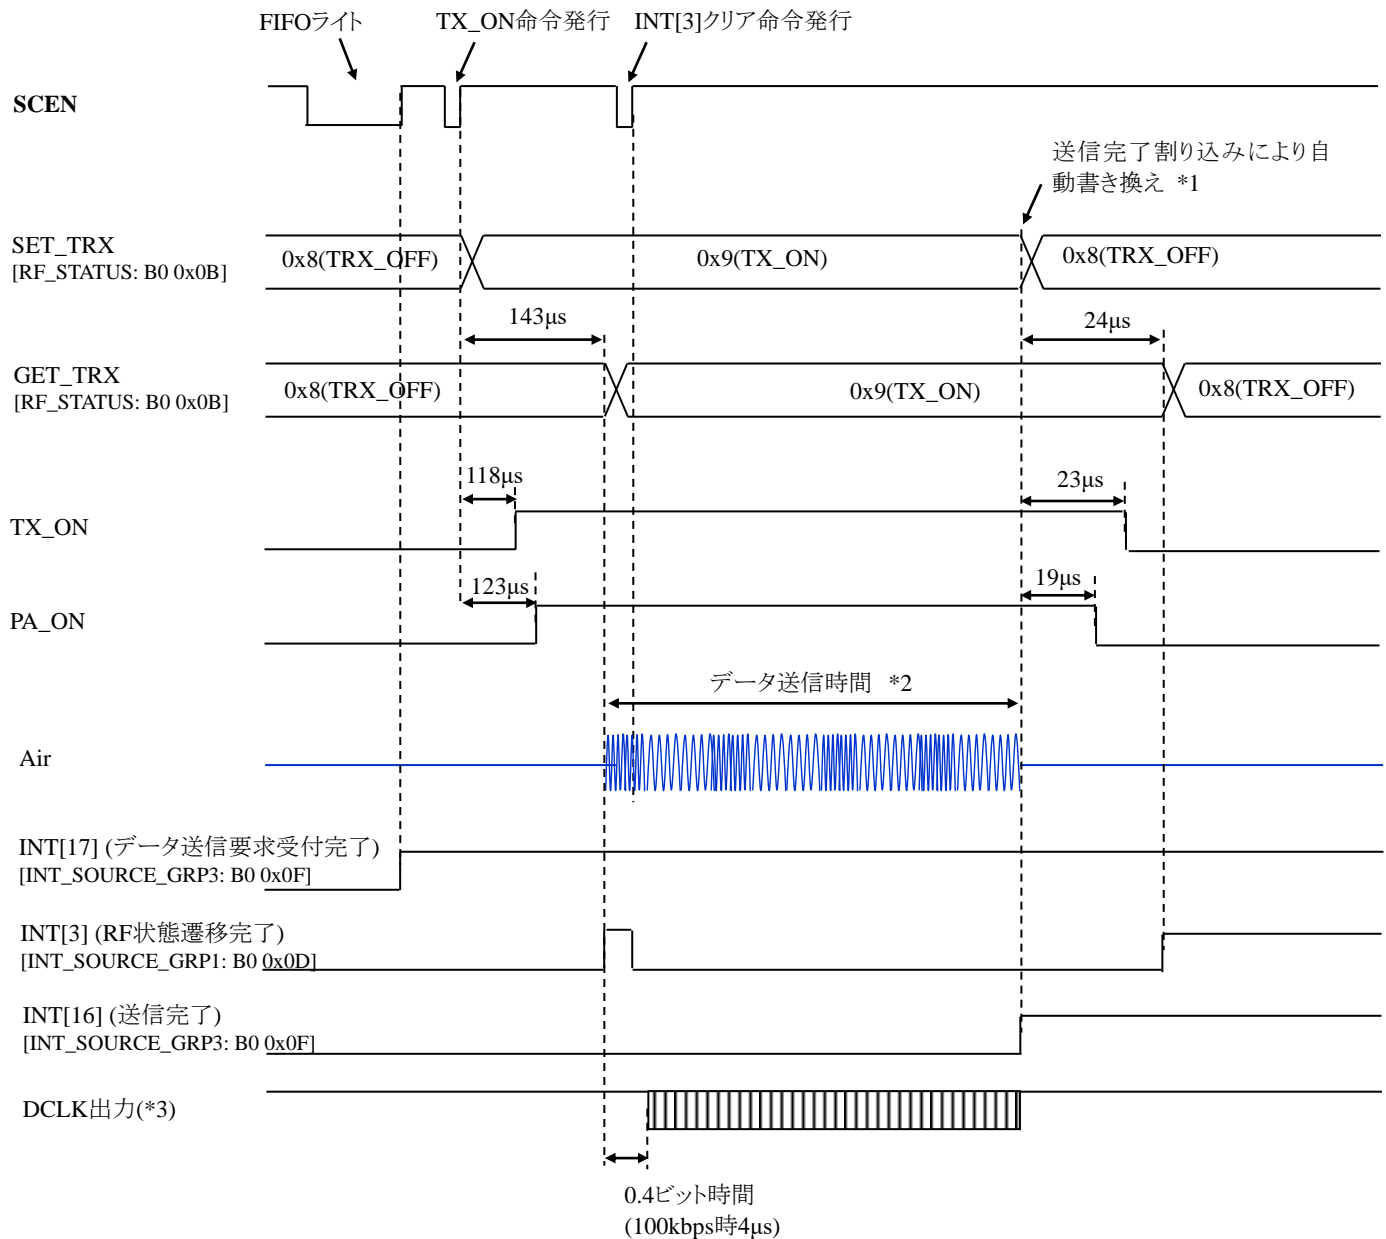 FIFOライト
TX_ON命令発行
INT[3]クリア命令発行
SCEN
送信完了割り込みにより自
動書き換え *1
SET_TRX
[RF_STATUS: B0 0x0B]
0x8(TRX_OFF)
0x9(TX_ON)
0x8(TRX_OFF)
143μs
24μs
GET_TRX
[RF_STATUS: B0 0x0B]
0x8(TRX_OFF)
0x9(TX_ON)
0x8(TRX_OFF)
118μs
23μs
TX_ON
123μs
19μs
PA_ON
データ送信時間 *2
Air
INT[17] (データ送信要求受付完了)
[INT_SOURCE_GRP3: B0 0x0F]
INT[3] (RF状態遷移完了)
[INT_SOURCE_GRP1: B0 0x0D]
INT[16] (送信完了)
[INT_SOURCE_GRP3: B0 0x0F]
DCLK出力(*3)
0.4ビット時間
(100kbps時4μs)